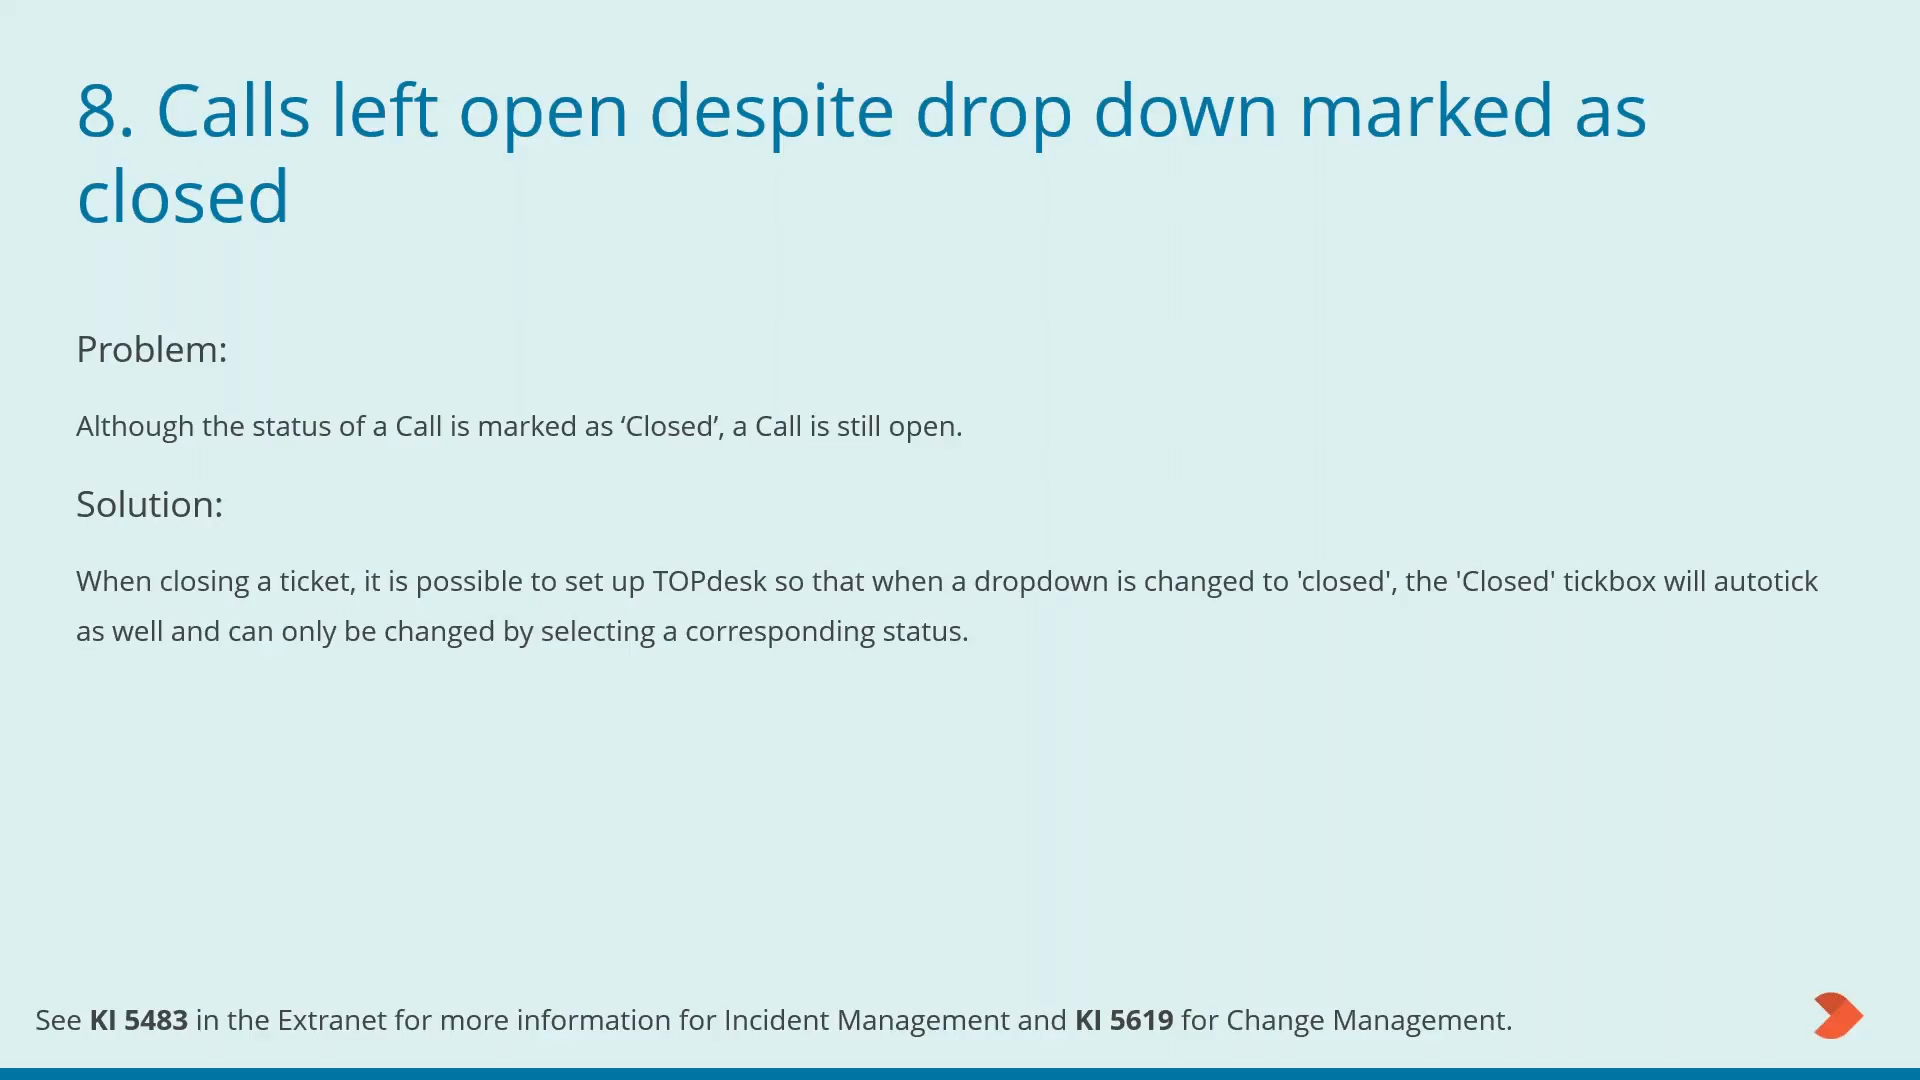 8. Calls left open despite drop down marked as
closed
Problem:
Although the status of a Call is marked as ‘Closed’, a Call is still open.
Solution:
When closing a ticket, it is possible to set up TOPdesk so that when a dropdown is changed to 'closed', the 'Closed' tickbox will autotick
as well and can only be changed by selecting a corresponding status.
See KI 5483 in the Extranet for more information for Incident Management and KI 5619 for Change Management.